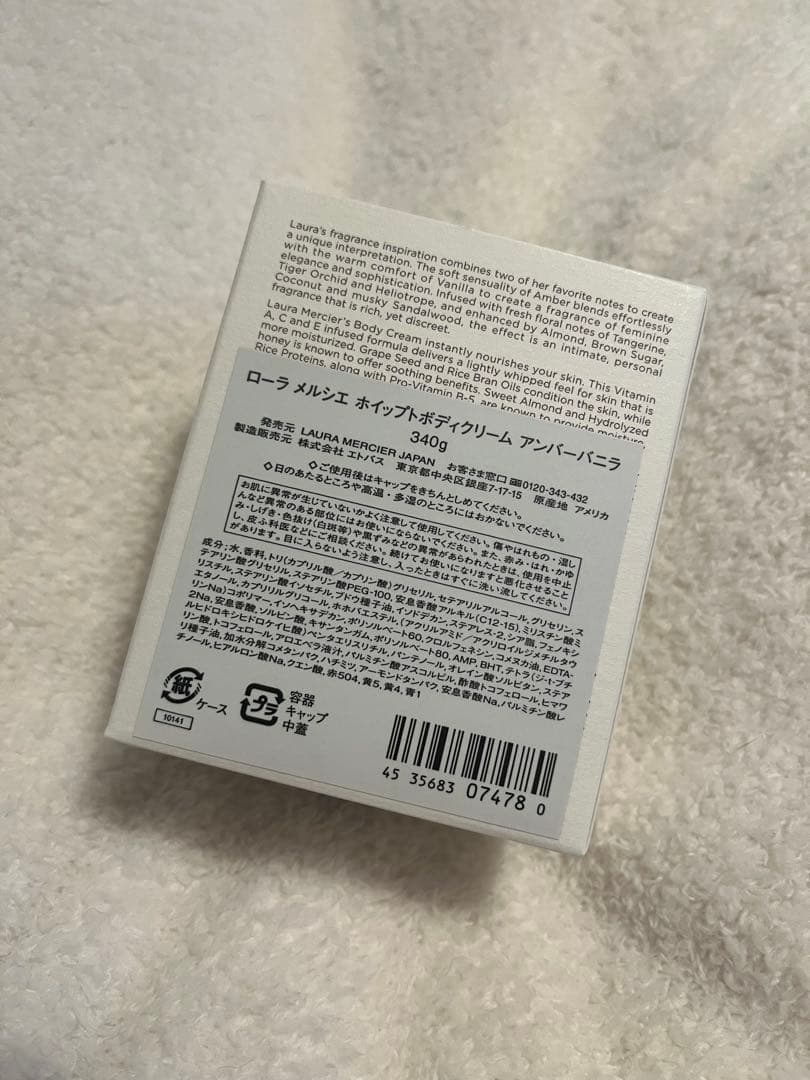 Laura's fragrance inspiration combines two of her favorite notes to create
a unique interpretation. The soft sensuality of Amber blends effortlessly
with the warm comfort of Vanilla to create a fragrance of feminine
elegance and sophistication. Infused with fresh floral notes of Tangerine,
Tiger Orchid and Heliotrope, and enhanced by Almond, Brown Sugar,
Coconut and musky Sandalwood, the effect is an intimate, personal
fragrance that is rich, yet discreet.
Laura Mercier's Body Cream instantly nourishes your skin. This Vitamin
A, C and E infused formula delivers a lightly whipped feel for skin that is
more moisturized. Grape Seed and Rice Bran Oils condition the skin, while
honey is known to offer soothing benefits. Sweet Almond and Hydrolyzed
Rice Proteins, along with Pro-Vitamin B-5, are known to provide moisture
ローラ メルシエ ホイップトボディクリーム アンバーバニラ
340g
発売元 LAURA MERCIER JAPAN お客さま窓口 0120-343-432
製造販売元 株式会社 エトバス 東京都中央区銀座7-17-15 原産地 アメリカ
◇ご使用後はキャップをきちんとしめてください。
◇日のあたるところや高温・多湿のところにはおかないでください。
お肌に異常が生じていないかよく注意して使用してください。傷やはれもの・湿し
んなど異常のある部位にはお使いにならないでください。また、赤み・はれ・かゆ
み・しげき・色抜け(白斑等)や黒ずみなどの異常があらわれたときは、使用を中止
し、皮ふ科医などにご相談ください。続けてお使いになりますと悪化させること
があります。目に入らないよう注意し、入ったときはすぐに洗い流してください。
成分:水、香料、トリ(カプリル酸/カプリン酸)グリセリル、セテアリルアルコール、グリセリン、ス
テアリン酸グリセリル、ステアリン酸PEG-100、安息香酸アルキル(C12-15)、ミリスチン酸ミ
リスチル、ステアリン酸イソセチル、ブドウ種子油、イソドデカン、ステアレス-2、シア脂、フェノキシ
エタノール、カプリリルグリコール、ホホバエステル、(アクリルアミド/アクリロイルジメチルタウ
リンNa)コポリマー、イソヘキサデカン、ポリソルベート60、クロルフェネシン、コメヌカ油、EDTA-
2Na、安息香酸、ソルビン酸、キサンタンガム、ポリソルベート80、AMP、BHT、テトラ(ジ-t-ブチ
ルヒドロキシヒドロケイヒ酸)ペンタエリスリチル、パンテノール、オレイン酸ソルビタン、ステア
リン酸、トコフェロール、アロエベラ液汁、パルミチン酸アスコルビル、酢酸トコフェロール、ヒマワ
リ種子油、加水分解コメタンパク、ハチミツ、アーモンドタンパク、安息香酸Na、パルミチン酸レ
チノール、ヒアルロン酸Na、クエン酸、赤504、黄5、黄4、青1
紙 ケース
プラ 容器
キャップ
中蓋
10141
45 35683 07478 0